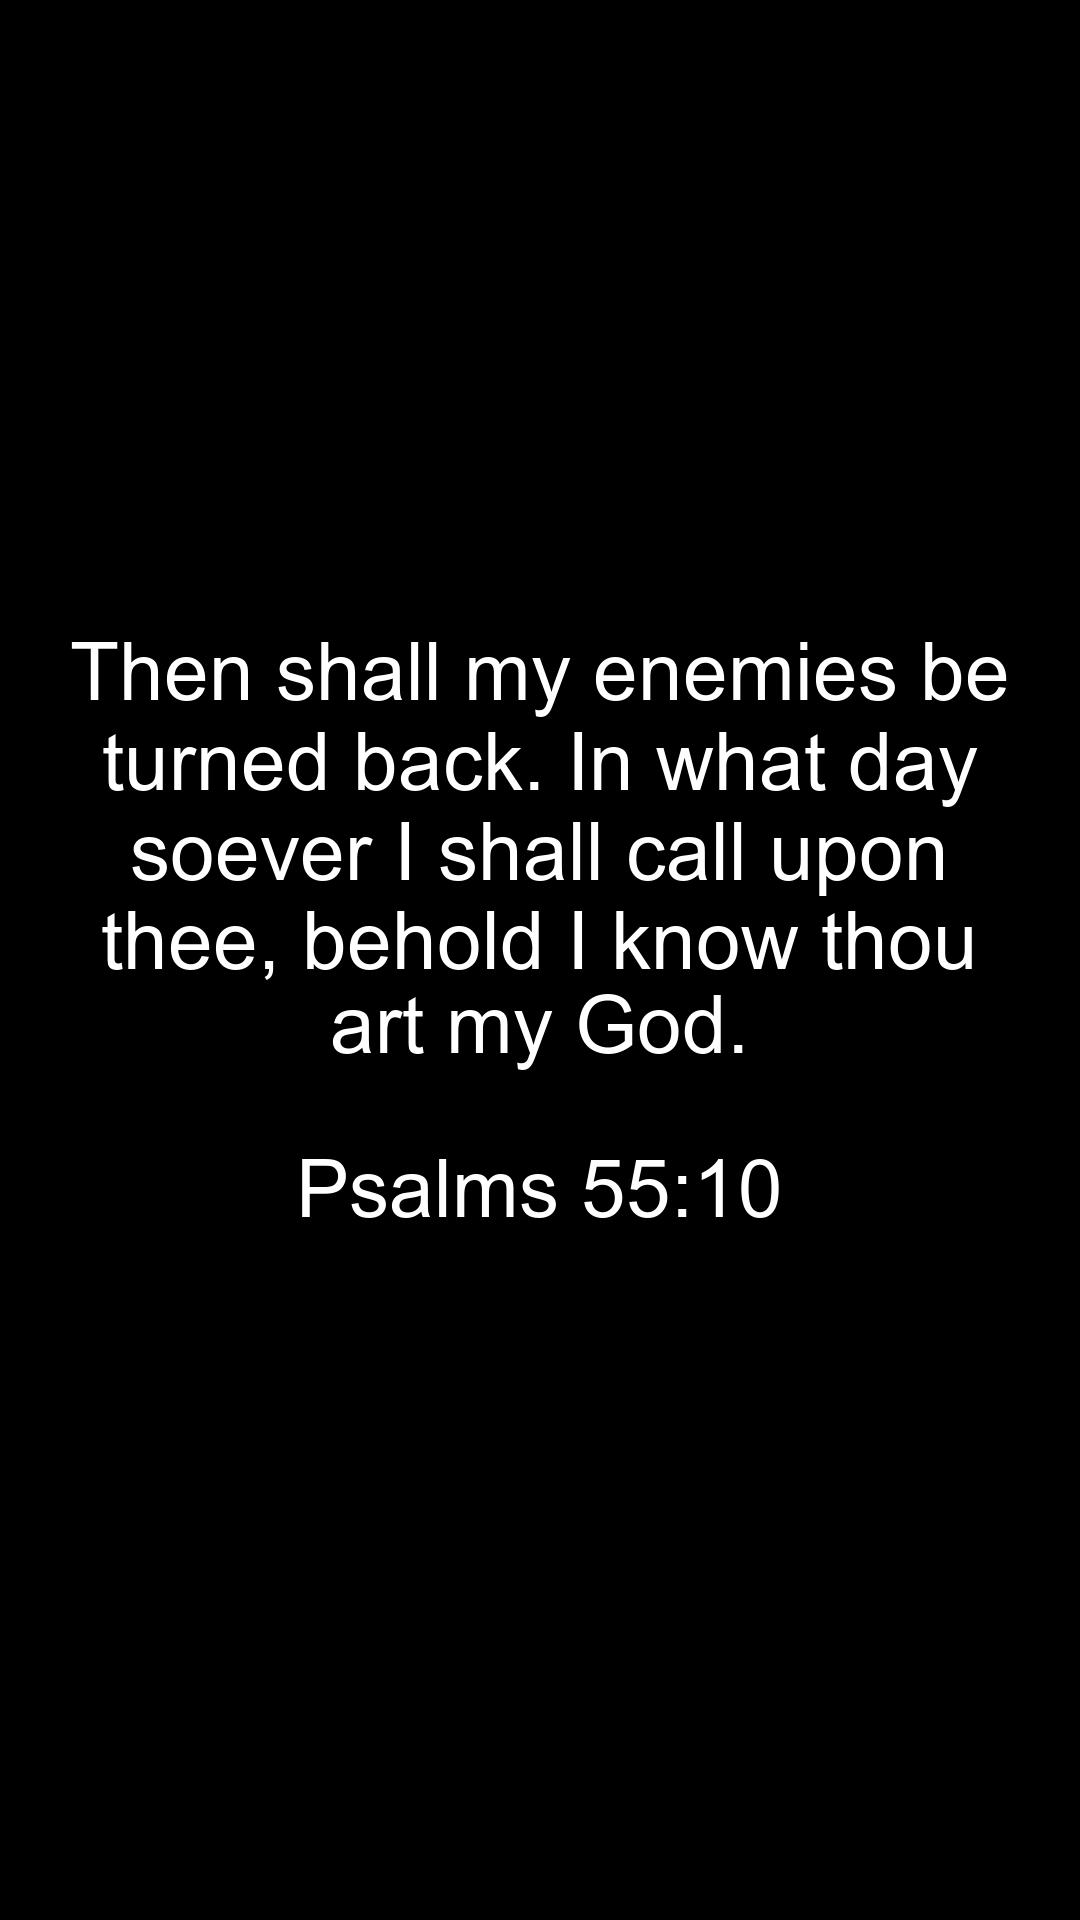 Then shall my enemies be
turned back. In what day
soever I shall call upon
thee, behold I know thou
art my God.
Psalms 55:10